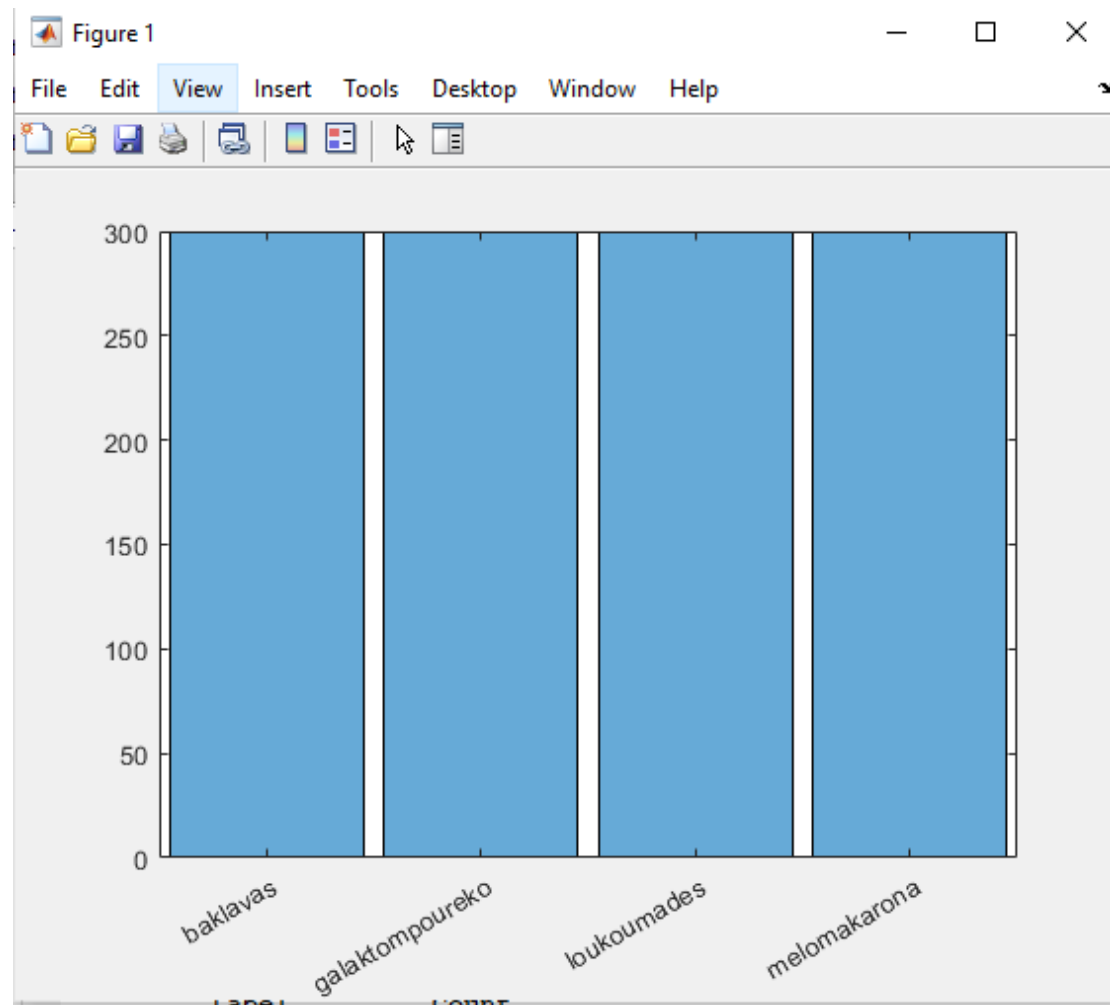 Figure 1
File Edit View Insert Tools Desktop Window Help
300
250
200
150
100
50
0
baklavas galaktompoureko loukoumades melomakarona